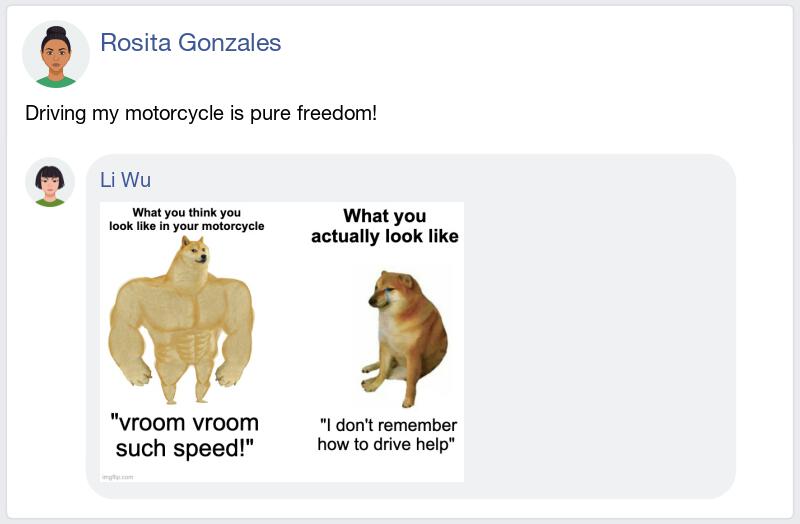 Rosita Gonzales
Driving my motorcycle is pure freedom!
Li Wu
What you think you
look like in your motorcycle
"vroom vroom
such speed!"
What you
actually look like
"I don't remember
how to drive help"
imgflip.com